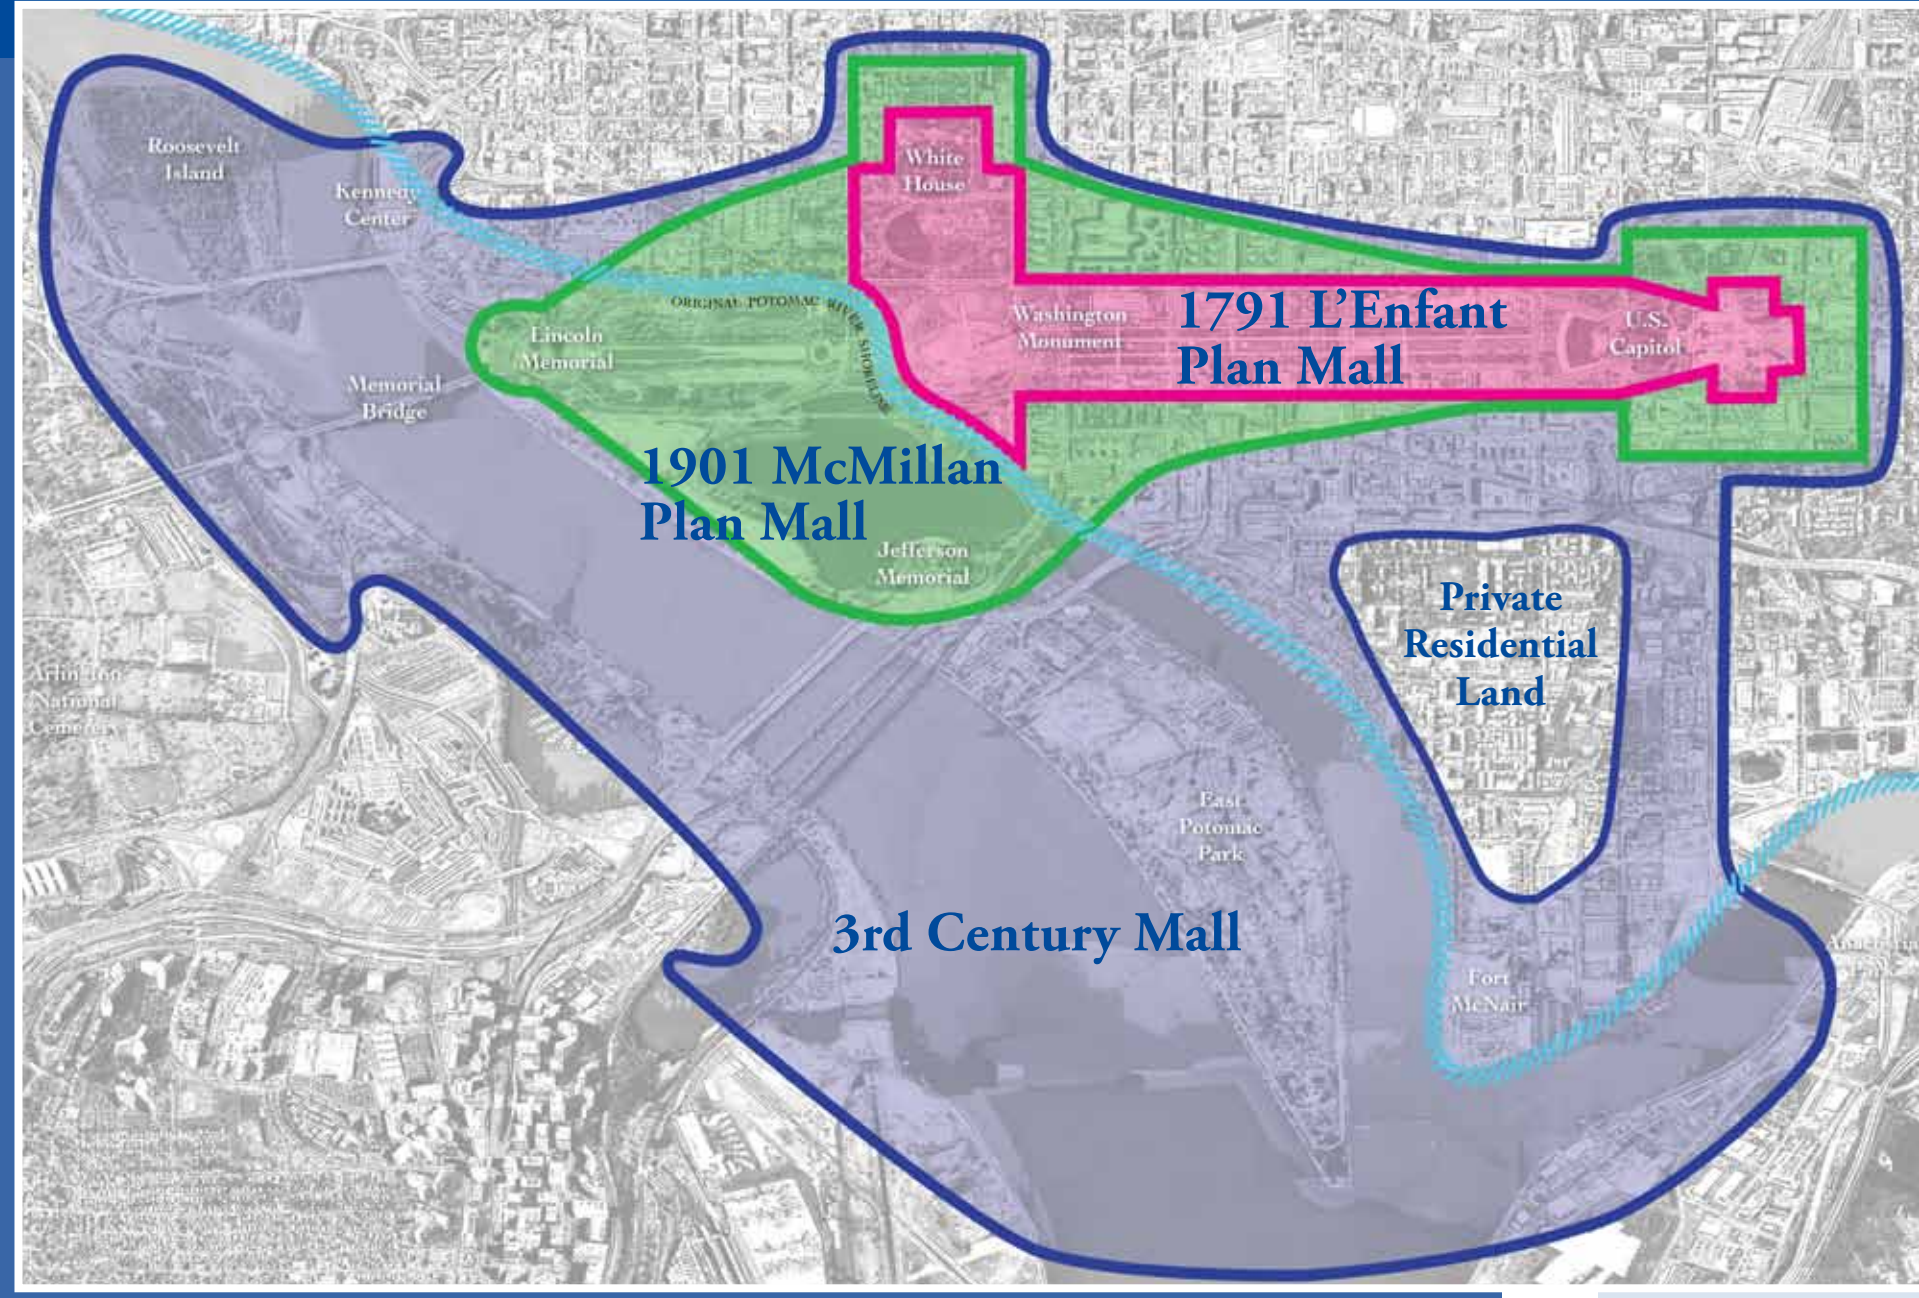 Roosevelt
Island
Kennedy
Center
White
House
ORIGINAL POTOMAC RIVER SHORELINE
Lincoln
Memorial
Washington
Monument
1791 L’Enfant
Plan Mall
U.S.
Capitol
Memorial
Bridge
1901 McMillan
Plan Mall
Jefferson
Memorial
Private
Residential
Land
Arlington
National
Cemetery
East
Potomac
Park
3rd Century Mall
Fort
McNair